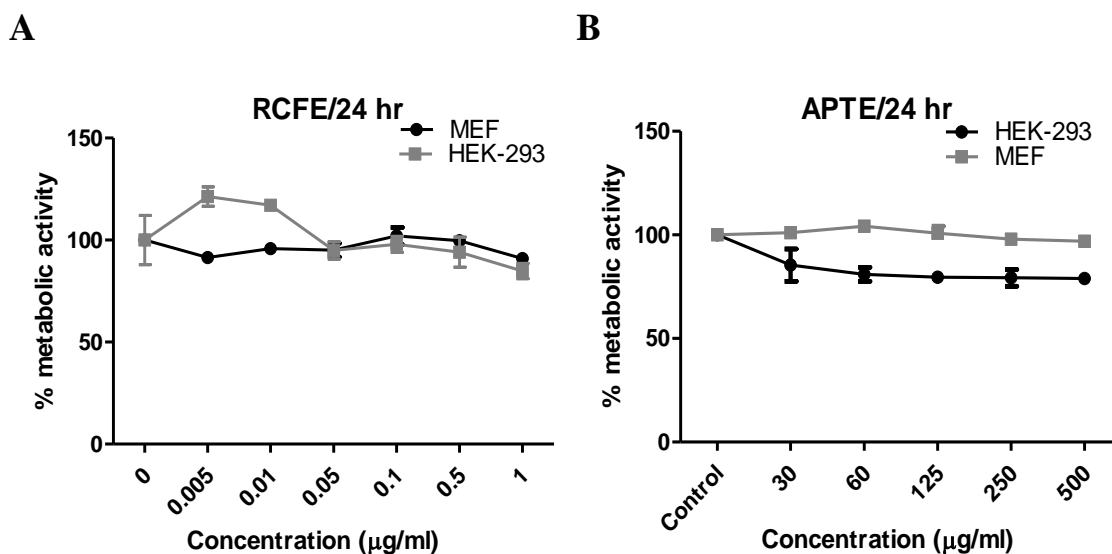 A
RCFE/24 hr
MEF
HEK-293
150
100
50
0
% metabolic activity
0
0.005
0.01
0.05
0.1
0.5
1
Concentration (μg/ml)
B
APTE/24 hr
HEK-293
MEF
150
100
50
0
% metabolic activity
Control
30
60
125
250
500
Concentration (μg/ml)